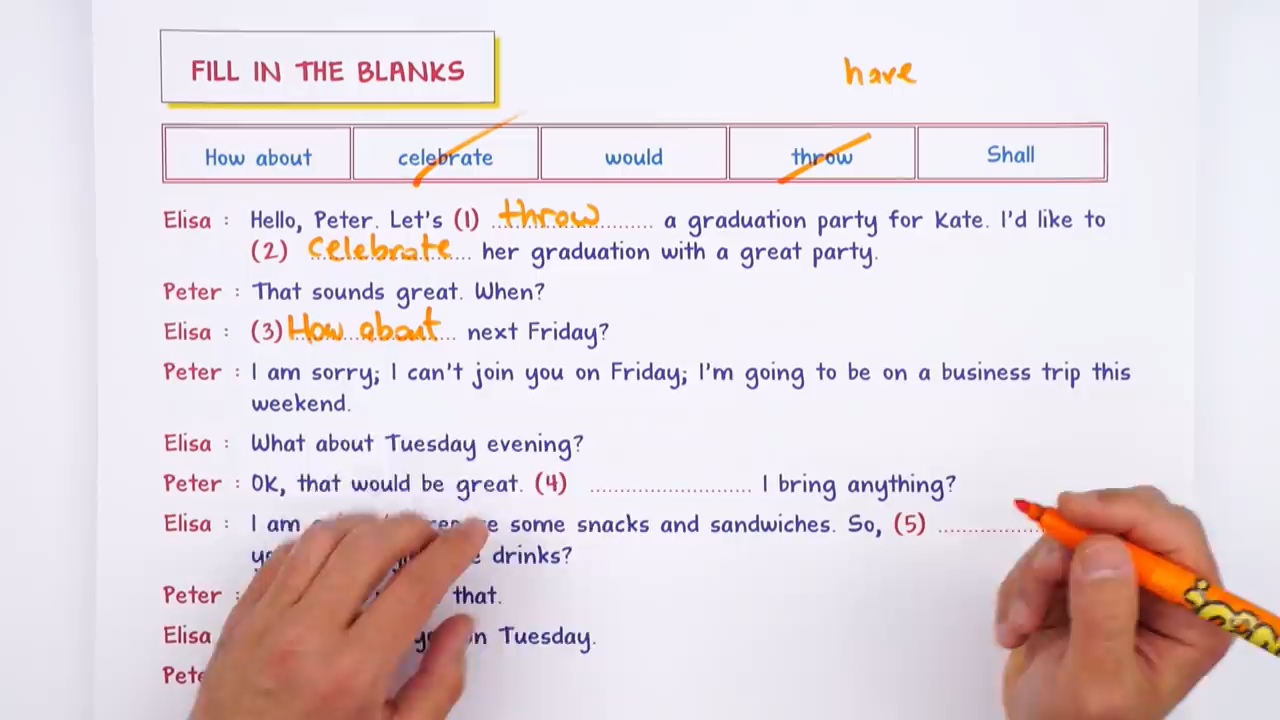 FILL IN THE BLANKS
have
How about celebrate would throw Shall
Elisa : Hello, Peter. Let's (1) throw a graduation party for Kate. I'd like to
(2) celebrate her graduation with a great party.
Peter : That sounds great. When?
Elisa : (3) How about next Friday?
Peter : I am sorry; I can't join you on Friday; I'm going to be on a business trip this
weekend.
Elisa : What about Tuesday evening?
Peter : OK, that would be great. (4) .......................... I bring anything?
Elisa : I am some snacks and sandwiches. So, (5) ..................
drinks?
Peter that.
Elisa on Tuesday.